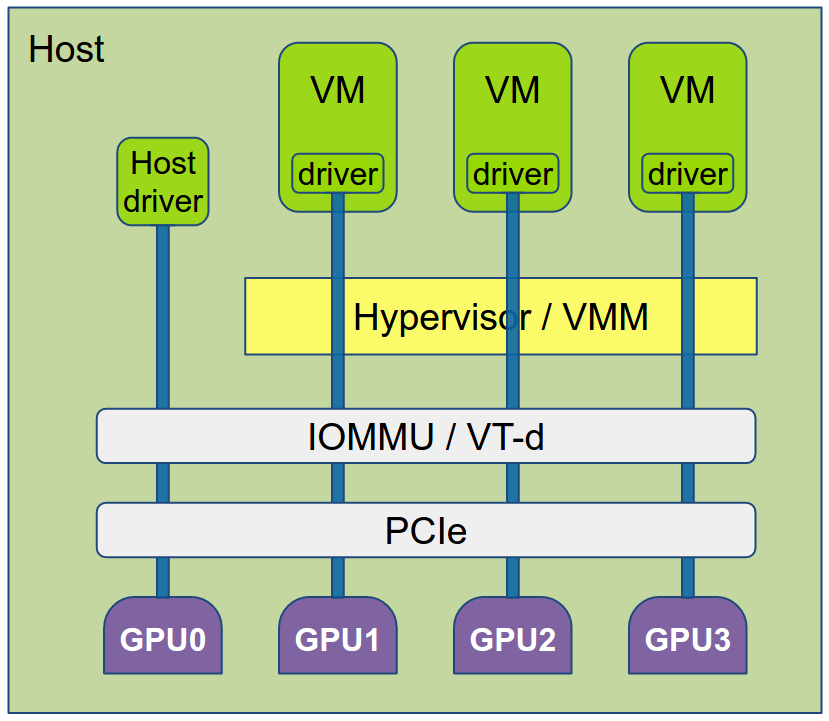 Host
VM
VM
VM
Host
driver
driver
driver
driver
Hypervisor / VMM
IOMMU / VT-d
PCIe
GPU0
GPU1
GPU2
GPU3